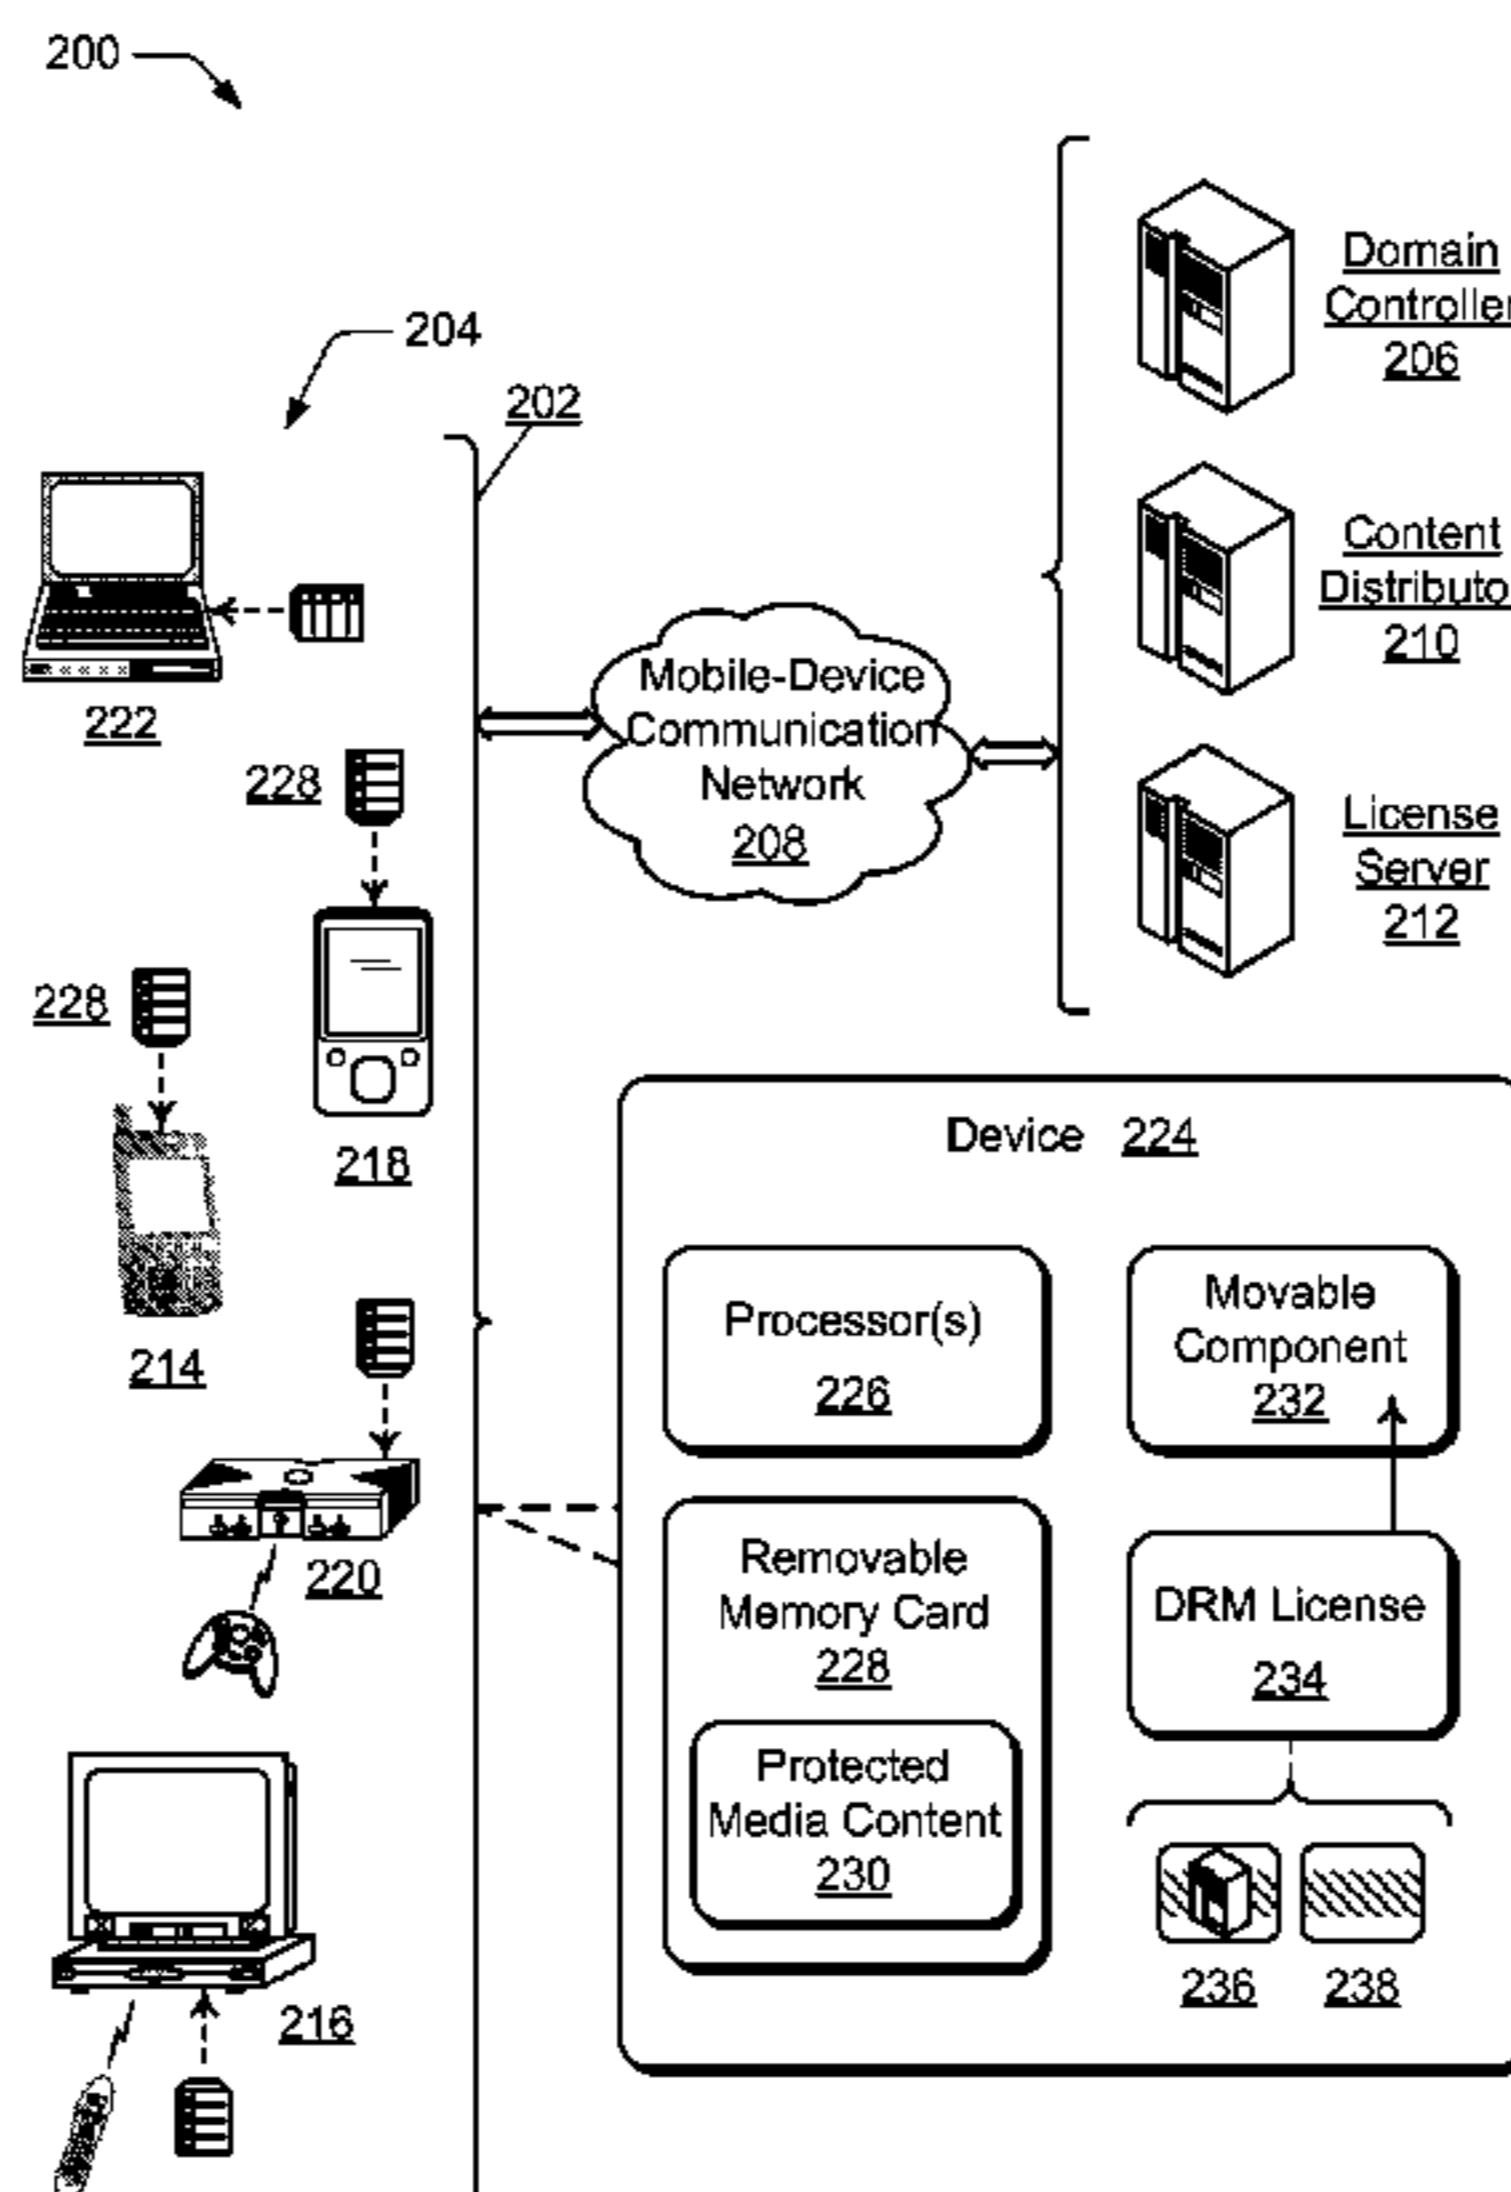 200
204
202
Domain
Controller
206
Content
Distributo
210
License
Server
212
Mobile-Device
Communication
Network
208
222
228
228
218
214
220
216
Device 224
Processor(s)
226
Movable
Component
232
Removable
Memory Card
228
DRM License
234
Protected
Media Content
230
236
238